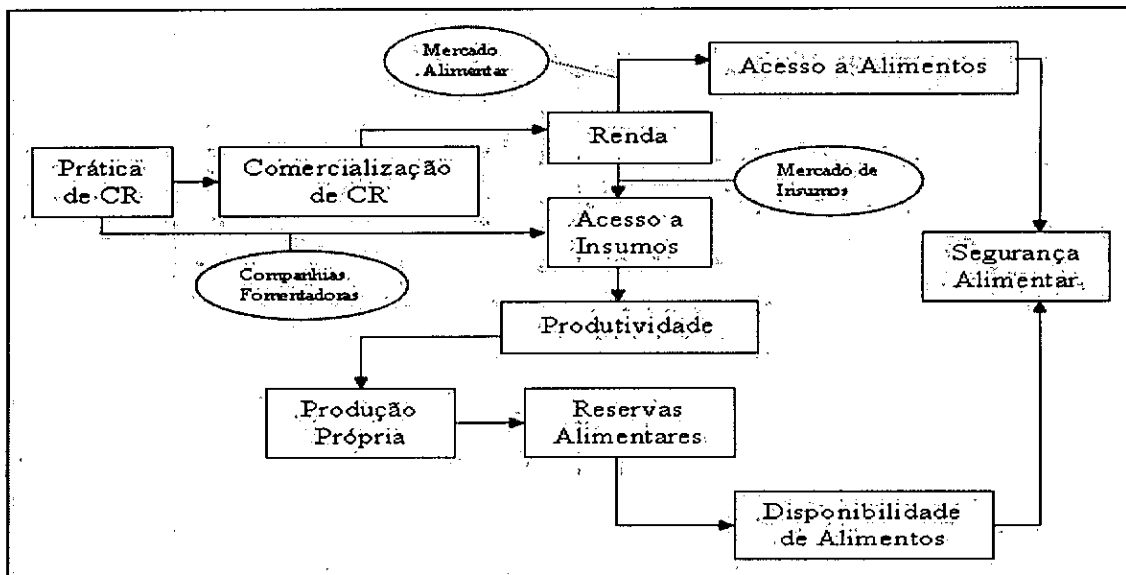 Mercado
Alimentar
Acesso a Alimentos
Renda
Prática
de CR
Comercialização
de CR
Mercado de
Insumos
Acesso a
Insumos
Companhias
Fomentadoras
Segurança
Alimentar
Produtividade
Produção
Própria
Reservas
Alimentares
Disponibilidade
de Alimentos